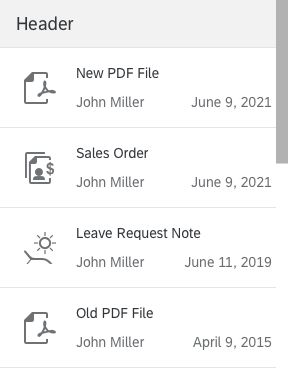 Header
New PDF File
John Miller June 9, 2021
Sales Order
John Miller June 9, 2021
Leave Request Note
John Miller June 11, 2019
Old PDF File
John Miller April 9, 2015